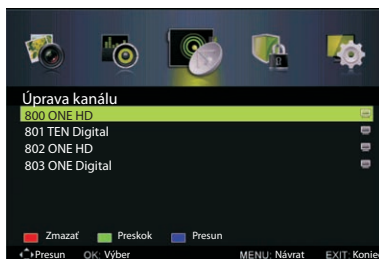 Úprava kanálu
800 ONE HD
801 TEN Digital
802 ONE HD
803 ONE Digital
Zmazať Preskok Presun
Presun OK: Výber MENU: Návrat EXIT: Koniec